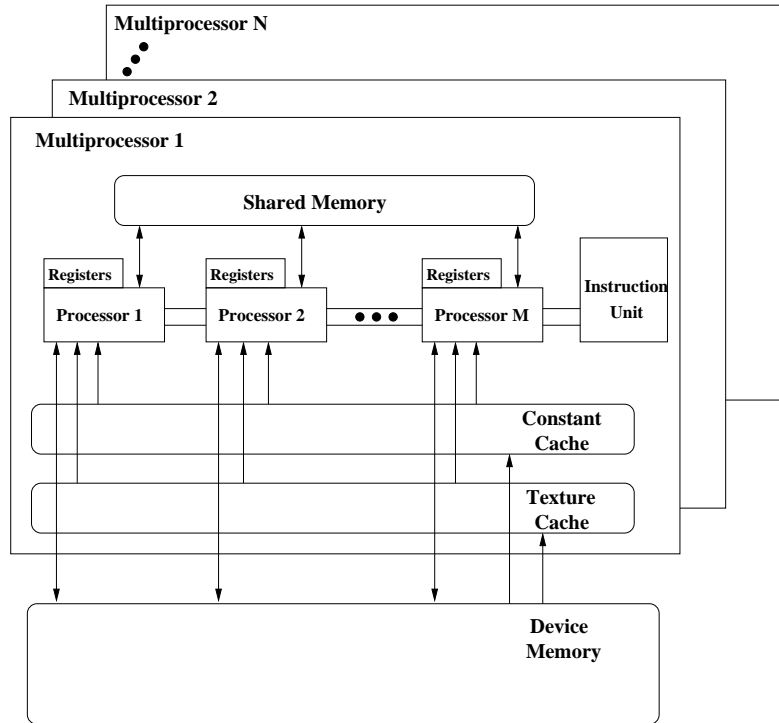 Multiprocessor N
Multiprocessor 2
Multiprocessor 1
Shared Memory
Registers
Registers
Registers
Processor 1
Processor 2
Processor M
Instruction
Unit
Constant
Cache
Texture
Cache
Device
Memory